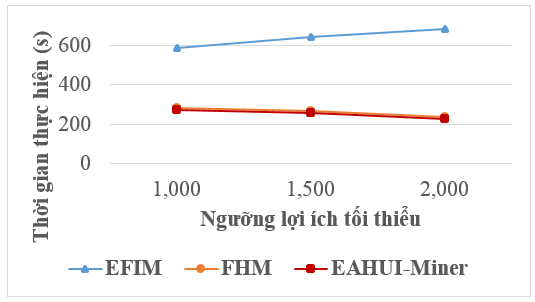 Thời gian thực hiện (s)
600
400
200
0
1,000 1,500 2,000
Ngưỡng lợi ích tối thiểu
EFIM FHM EAHUI-Miner